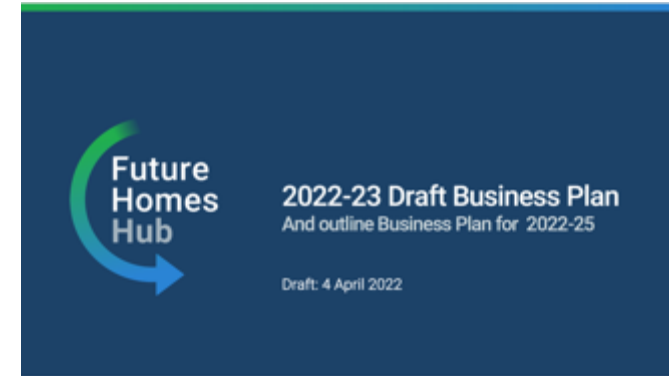 Future
Homes
Hub
2022-23 Draft Business Plan
And outline Business Plan for 2022-25
Draft: 4 April 2022